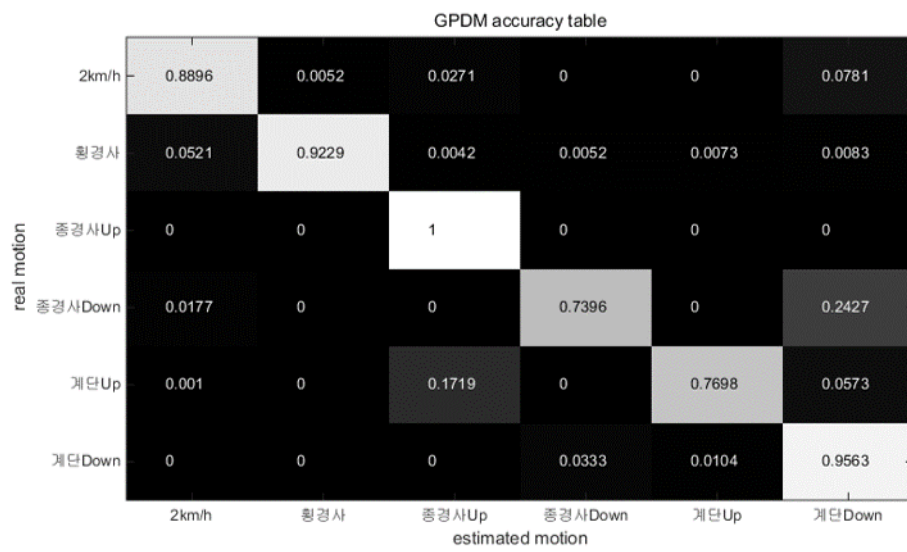 GPDM accuracy table
2km/h 0.8896 0.0052 0.0271 0 0 0.0781
횡경사 0.0521 0.9229 0.0042 0.0052 0.0073 0.0083
종경사Up 0 0 1 0 0 0
종경사Down 0.0177 0 0 0.7396 0 0.2427
계단Up 0.001 0 0.1719 0 0.7698 0.0573
계단Down 0 0 0 0.0333 0.0104 0.9563
real motion
2km/h 횡경사 종경사Up 종경사Down 계단Up 계단Down
estimated motion